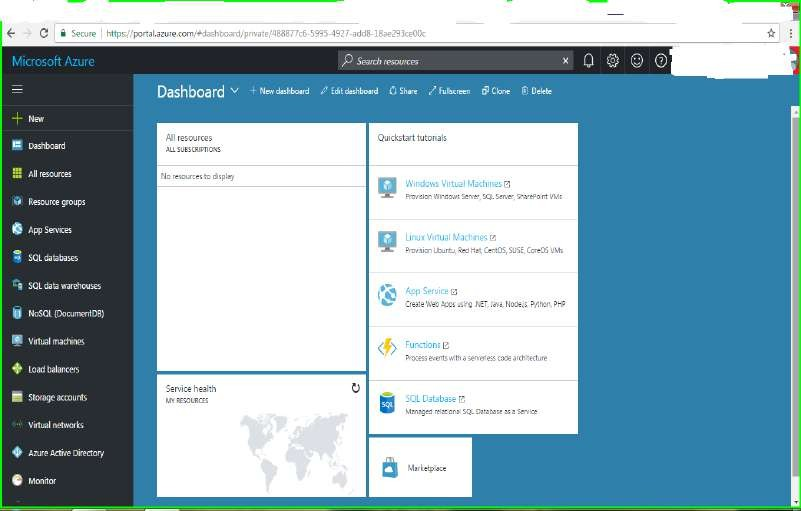 Secure https://portal.azure.com/#dashboard/private/488877c6-5995-4927-add8-18ae293ce00c
Microsoft Azure
Search resources
Dashboard
New dashboard
Edit dashboard
Share
Fullscreen
Clone
Delete
New
Dashboard
All resources
Resource groups
App Services
SQL databases
SQL data warehouses
NoSQL (DocumentDB)
Virtual machines
Load balancers
Storage accounts
Virtual networks
Azure Active Directory
Monitor
All resources
ALL SUBSCRIPTIONS
No resources to display
Service health
MY RESOURCES
Quickstart tutorials
Windows Virtual Machines
Provision Windows Server, SQL Server, SharePoint VMs
Linux Virtual Machines
Provision Ubuntu, Red Hat, CentOS, SUSE, CoreOS VMs
App Service
Create Web Apps using .NET, Java, Node.js, Python, PHP
Functions
Process events with a serverless code architecture
SQL
SQL Database
Managed relational SQL Database as a Service
Marketplace